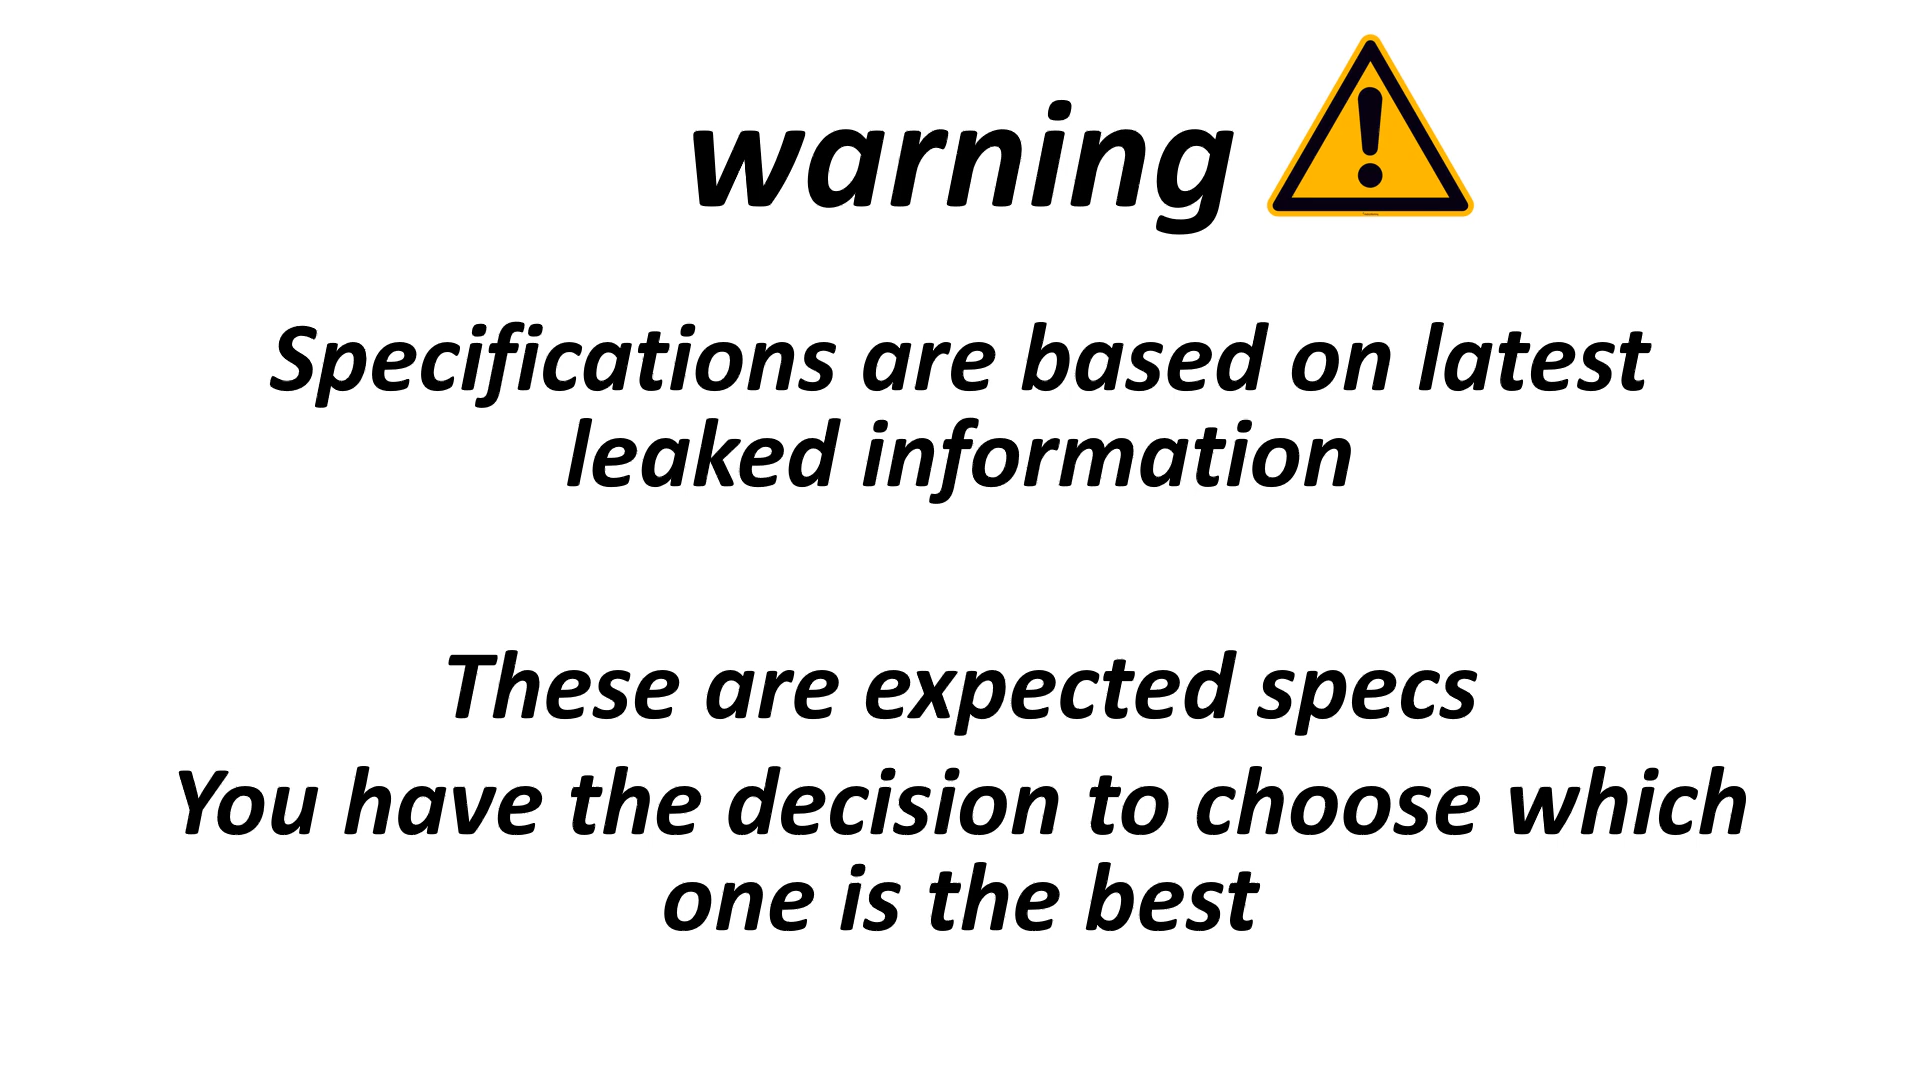 warning
Specifications are based on latest
leaked information
These are expected specs
You have the decision to choose which
one is the best